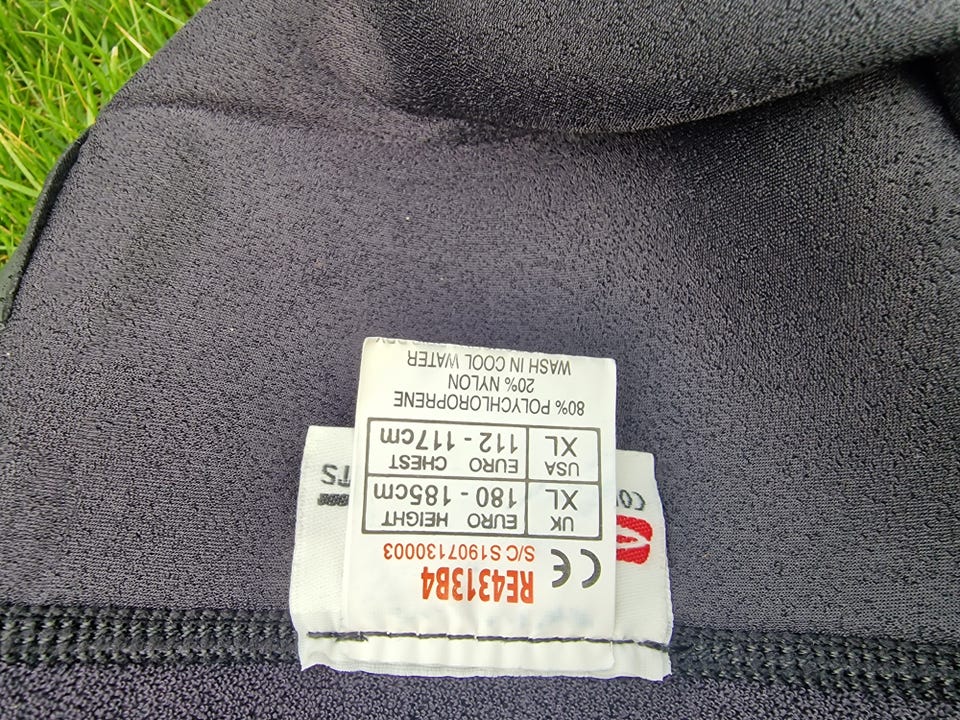 RE4313B4
CE
S/C S1907130003
UK EURO HEIGHT
XL 180 - 185cm
USA EURO CHEST
XL 112 - 117cm
80% POLYCHLOROPRENE
20% NYLON
WASH IN COOL WATER